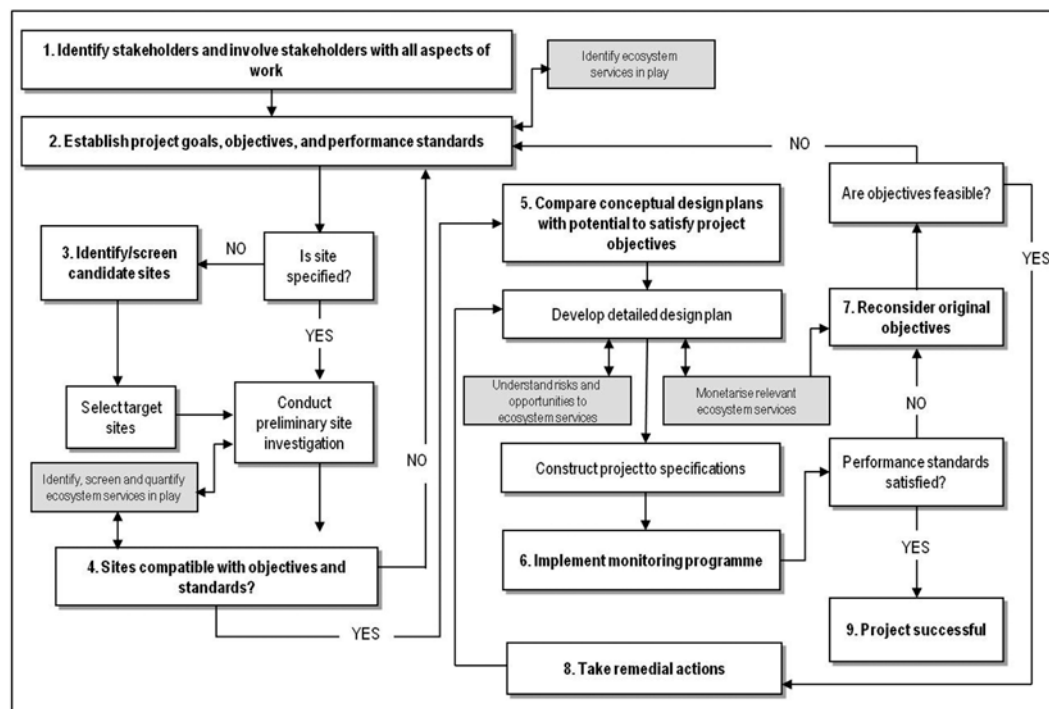 1. Identify stakeholders and involve stakeholders with all aspects of
work
Identify ecosystem
services in play
2. Establish project goals, objectives, and performance standards
NO
Are objectives feasible?
5. Compare conceptual design plans
with potential to satisfy project
objectives
3. Identify/screen
candidate sites
NO
Is site
specified?
YES
YES
Develop detailed design plan
7. Reconsider original
objectives
Understand risks and
opportunities to
ecosystem services
Monetarise relevant
ecosystem services
Select target
sites
Conduct
preliminary site
investigation
NO
NO
Identify, screen and quantify
ecosystem services in play
Construct project to specifications
Performance standards
satisfied?
4. Sites compatible with objectives and
standards?
6. Implement monitoring programme
YES
YES
9. Project successful
8. Take remedial actions